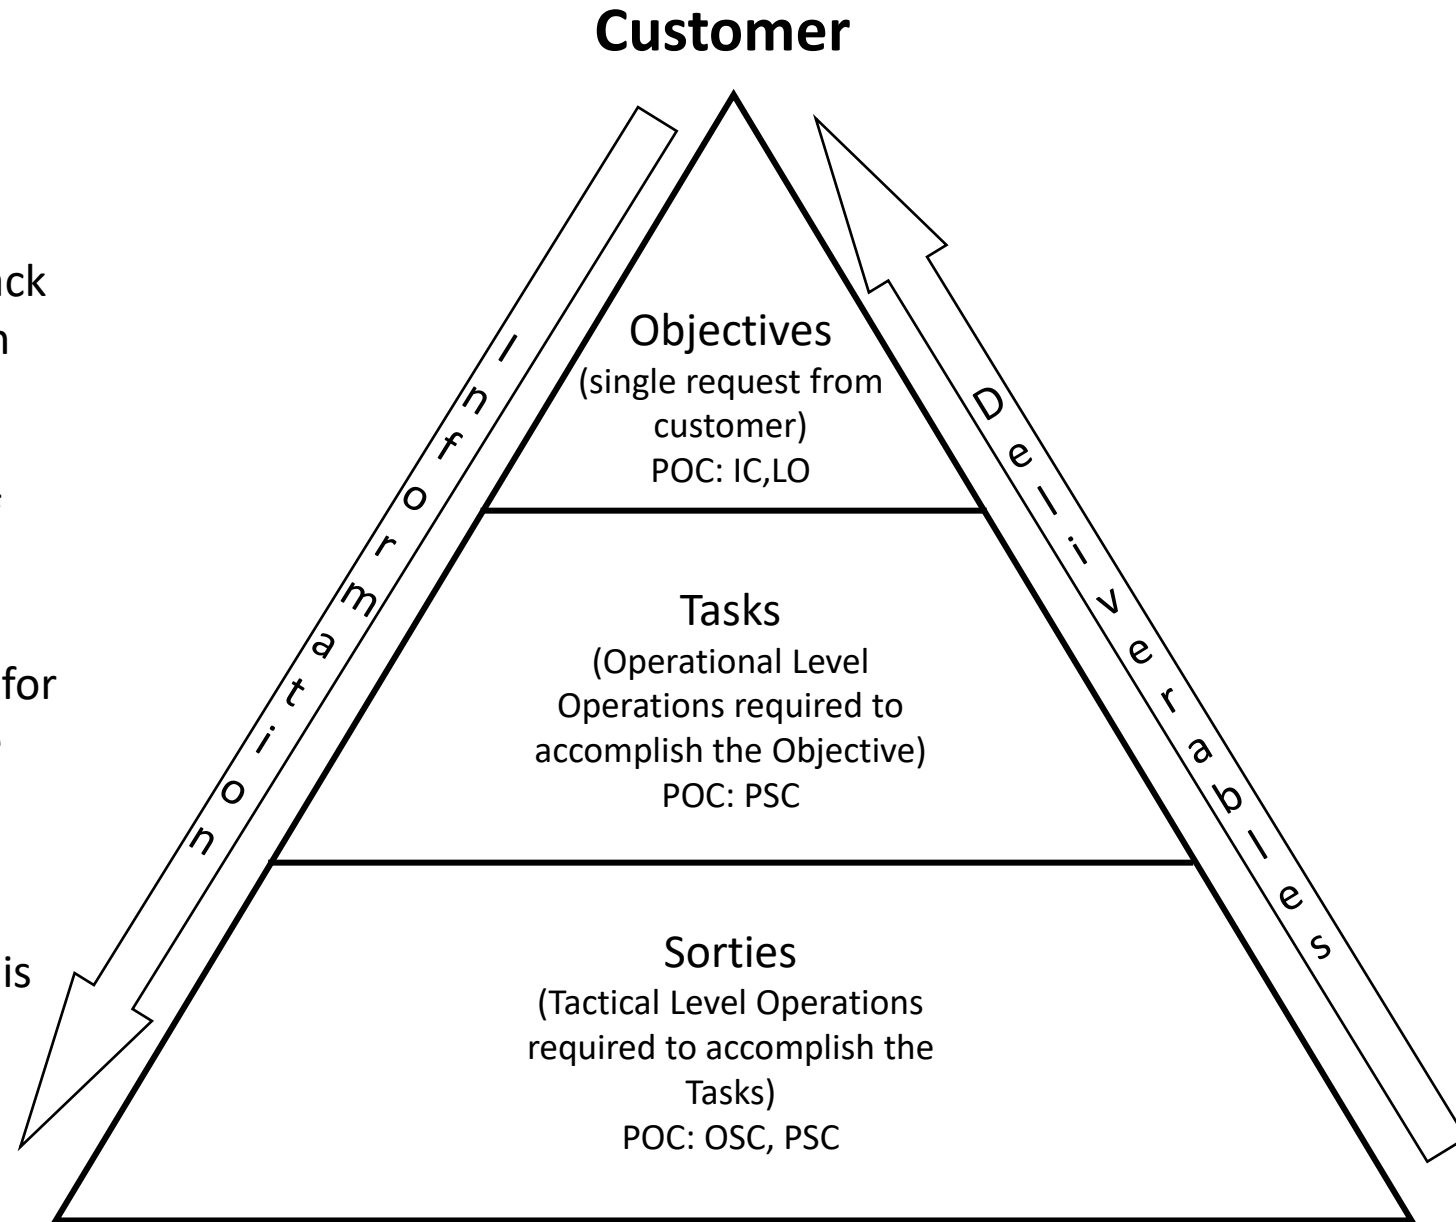 Customer
Objectives
(single request from
customer)
POC: IC,LO
Tasks
(Operational Level
Operations required to
accomplish the Objective)
POC: PSC
Sorties
(Tactical Level Operations
required to accomplish the
Tasks)
POC: OSC, PSC
Information
Deliverables
for
is